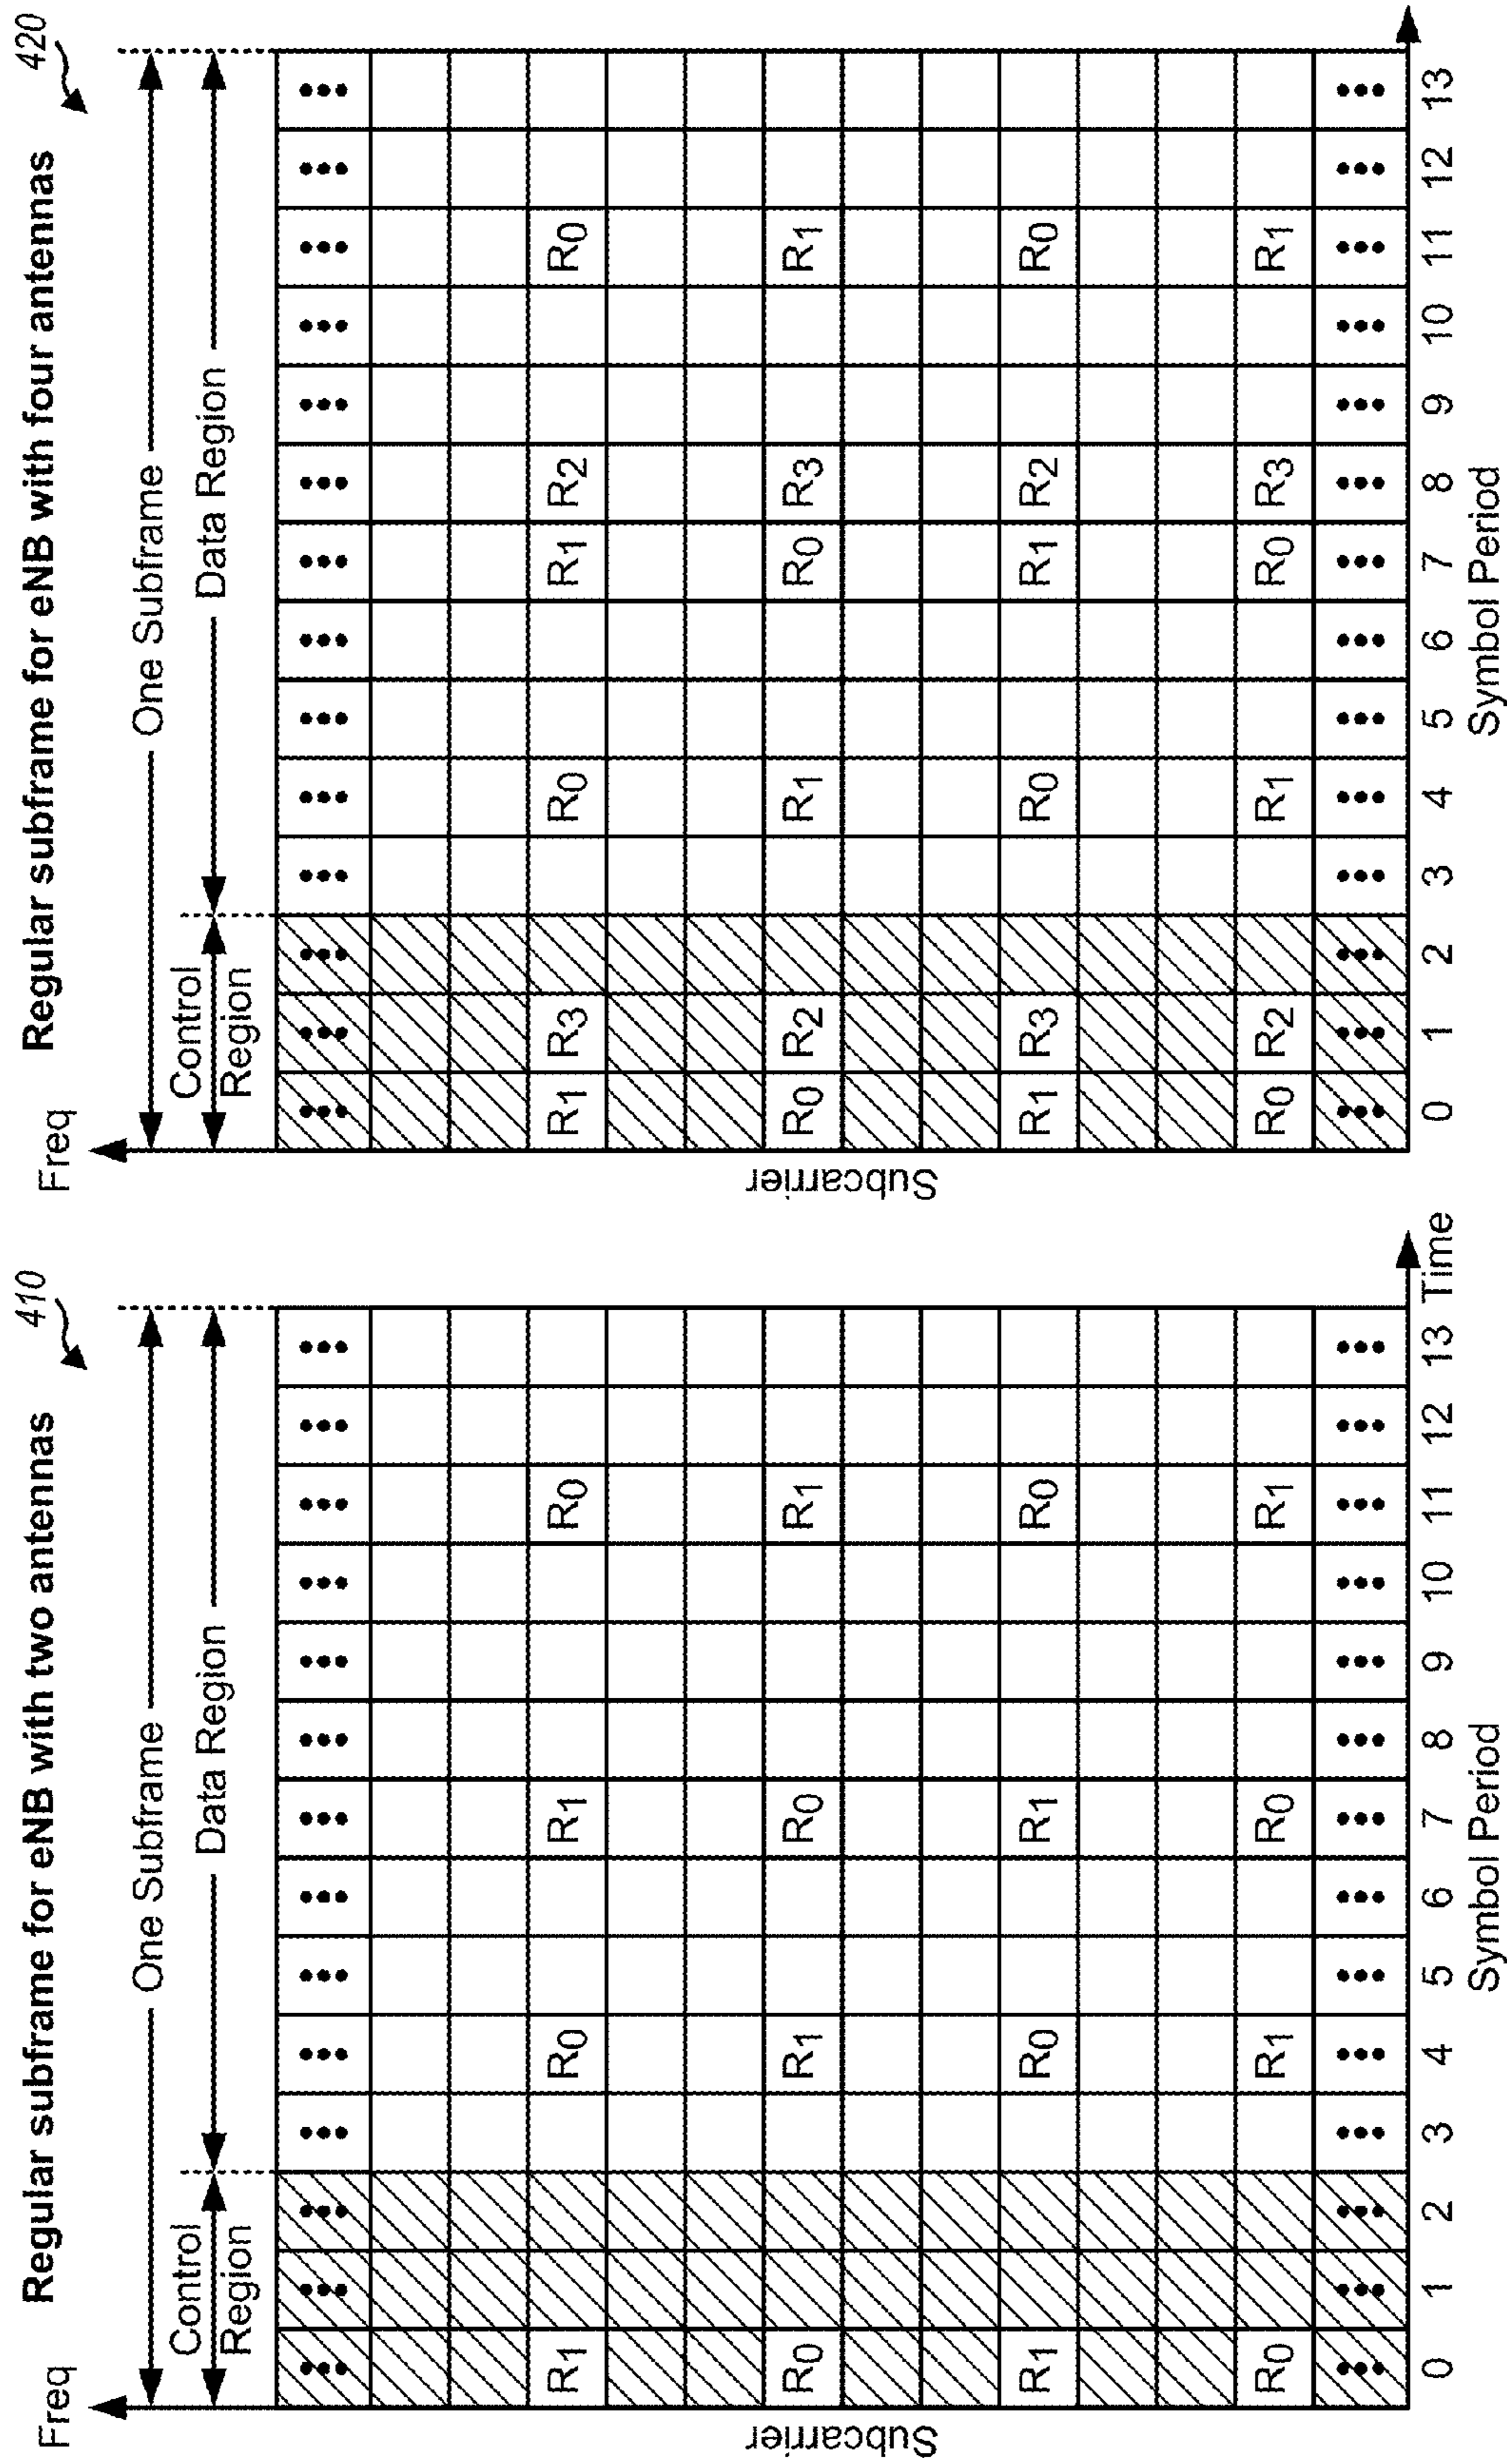 Regular subframe for eNB with two antennas
410
Freq
One Subframe
Control
Region
Data Region
Subcarrier
R1 R0 R1 R0
R0 R1 R0 R1
R1 R0 R1 R0
R0 R1 R0 R1
0 1 2 3 4 5 6 7 8 9 10 11 12 13 Time
Symbol Period
Regular subframe for eNB with four antennas
420
Freq
One Subframe
Control
Region
Data Region
Subcarrier
R1 R3 R0 R1 R2 R0
R0 R2 R1 R0 R3 R1
R1 R3 R0 R1 R2 R0
R0 R2 R1 R0 R3 R1
0 1 2 3 4 5 6 7 8 9 10 11 12 13
Symbol Period